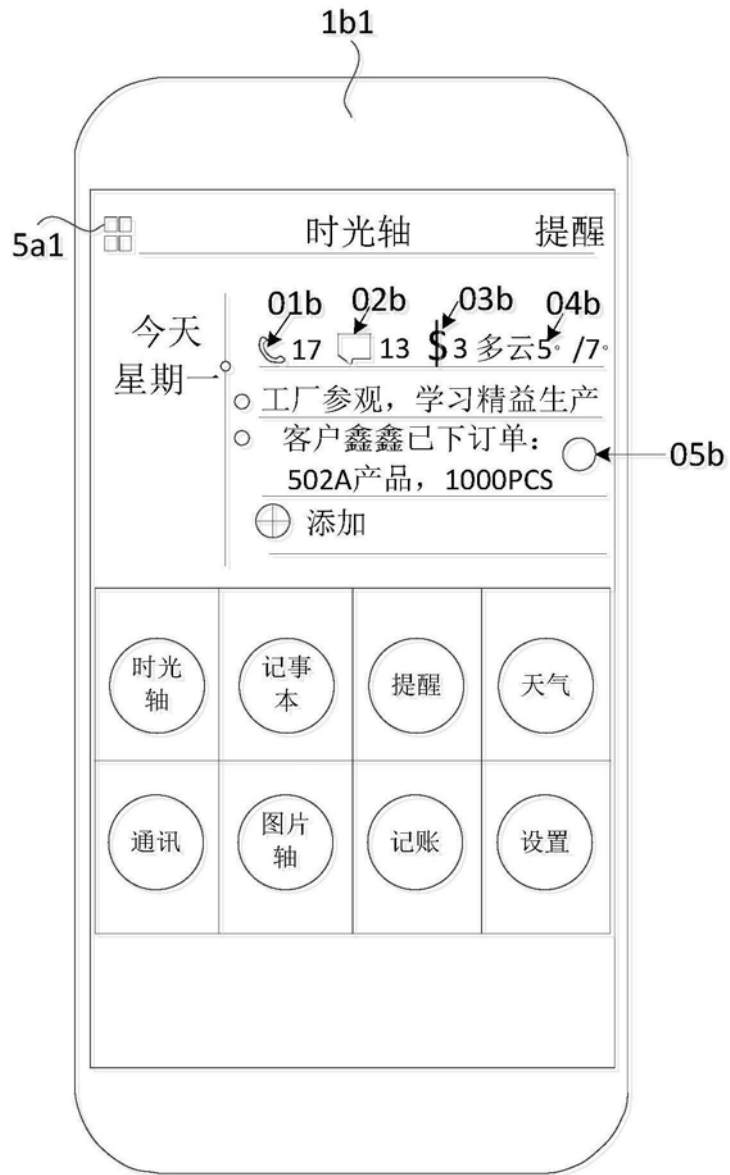 1b1
5a1
时光轴 提醒
01b 02b 03b 04b
今天
星期一
17 13 $3 多云5° /7°
工厂参观，学习精益生产
客户鑫鑫已下订单：
502A产品，1000PCS
05b
添加
时光
轴
记事
本
提醒
天气
通讯
图片
轴
记账
设置